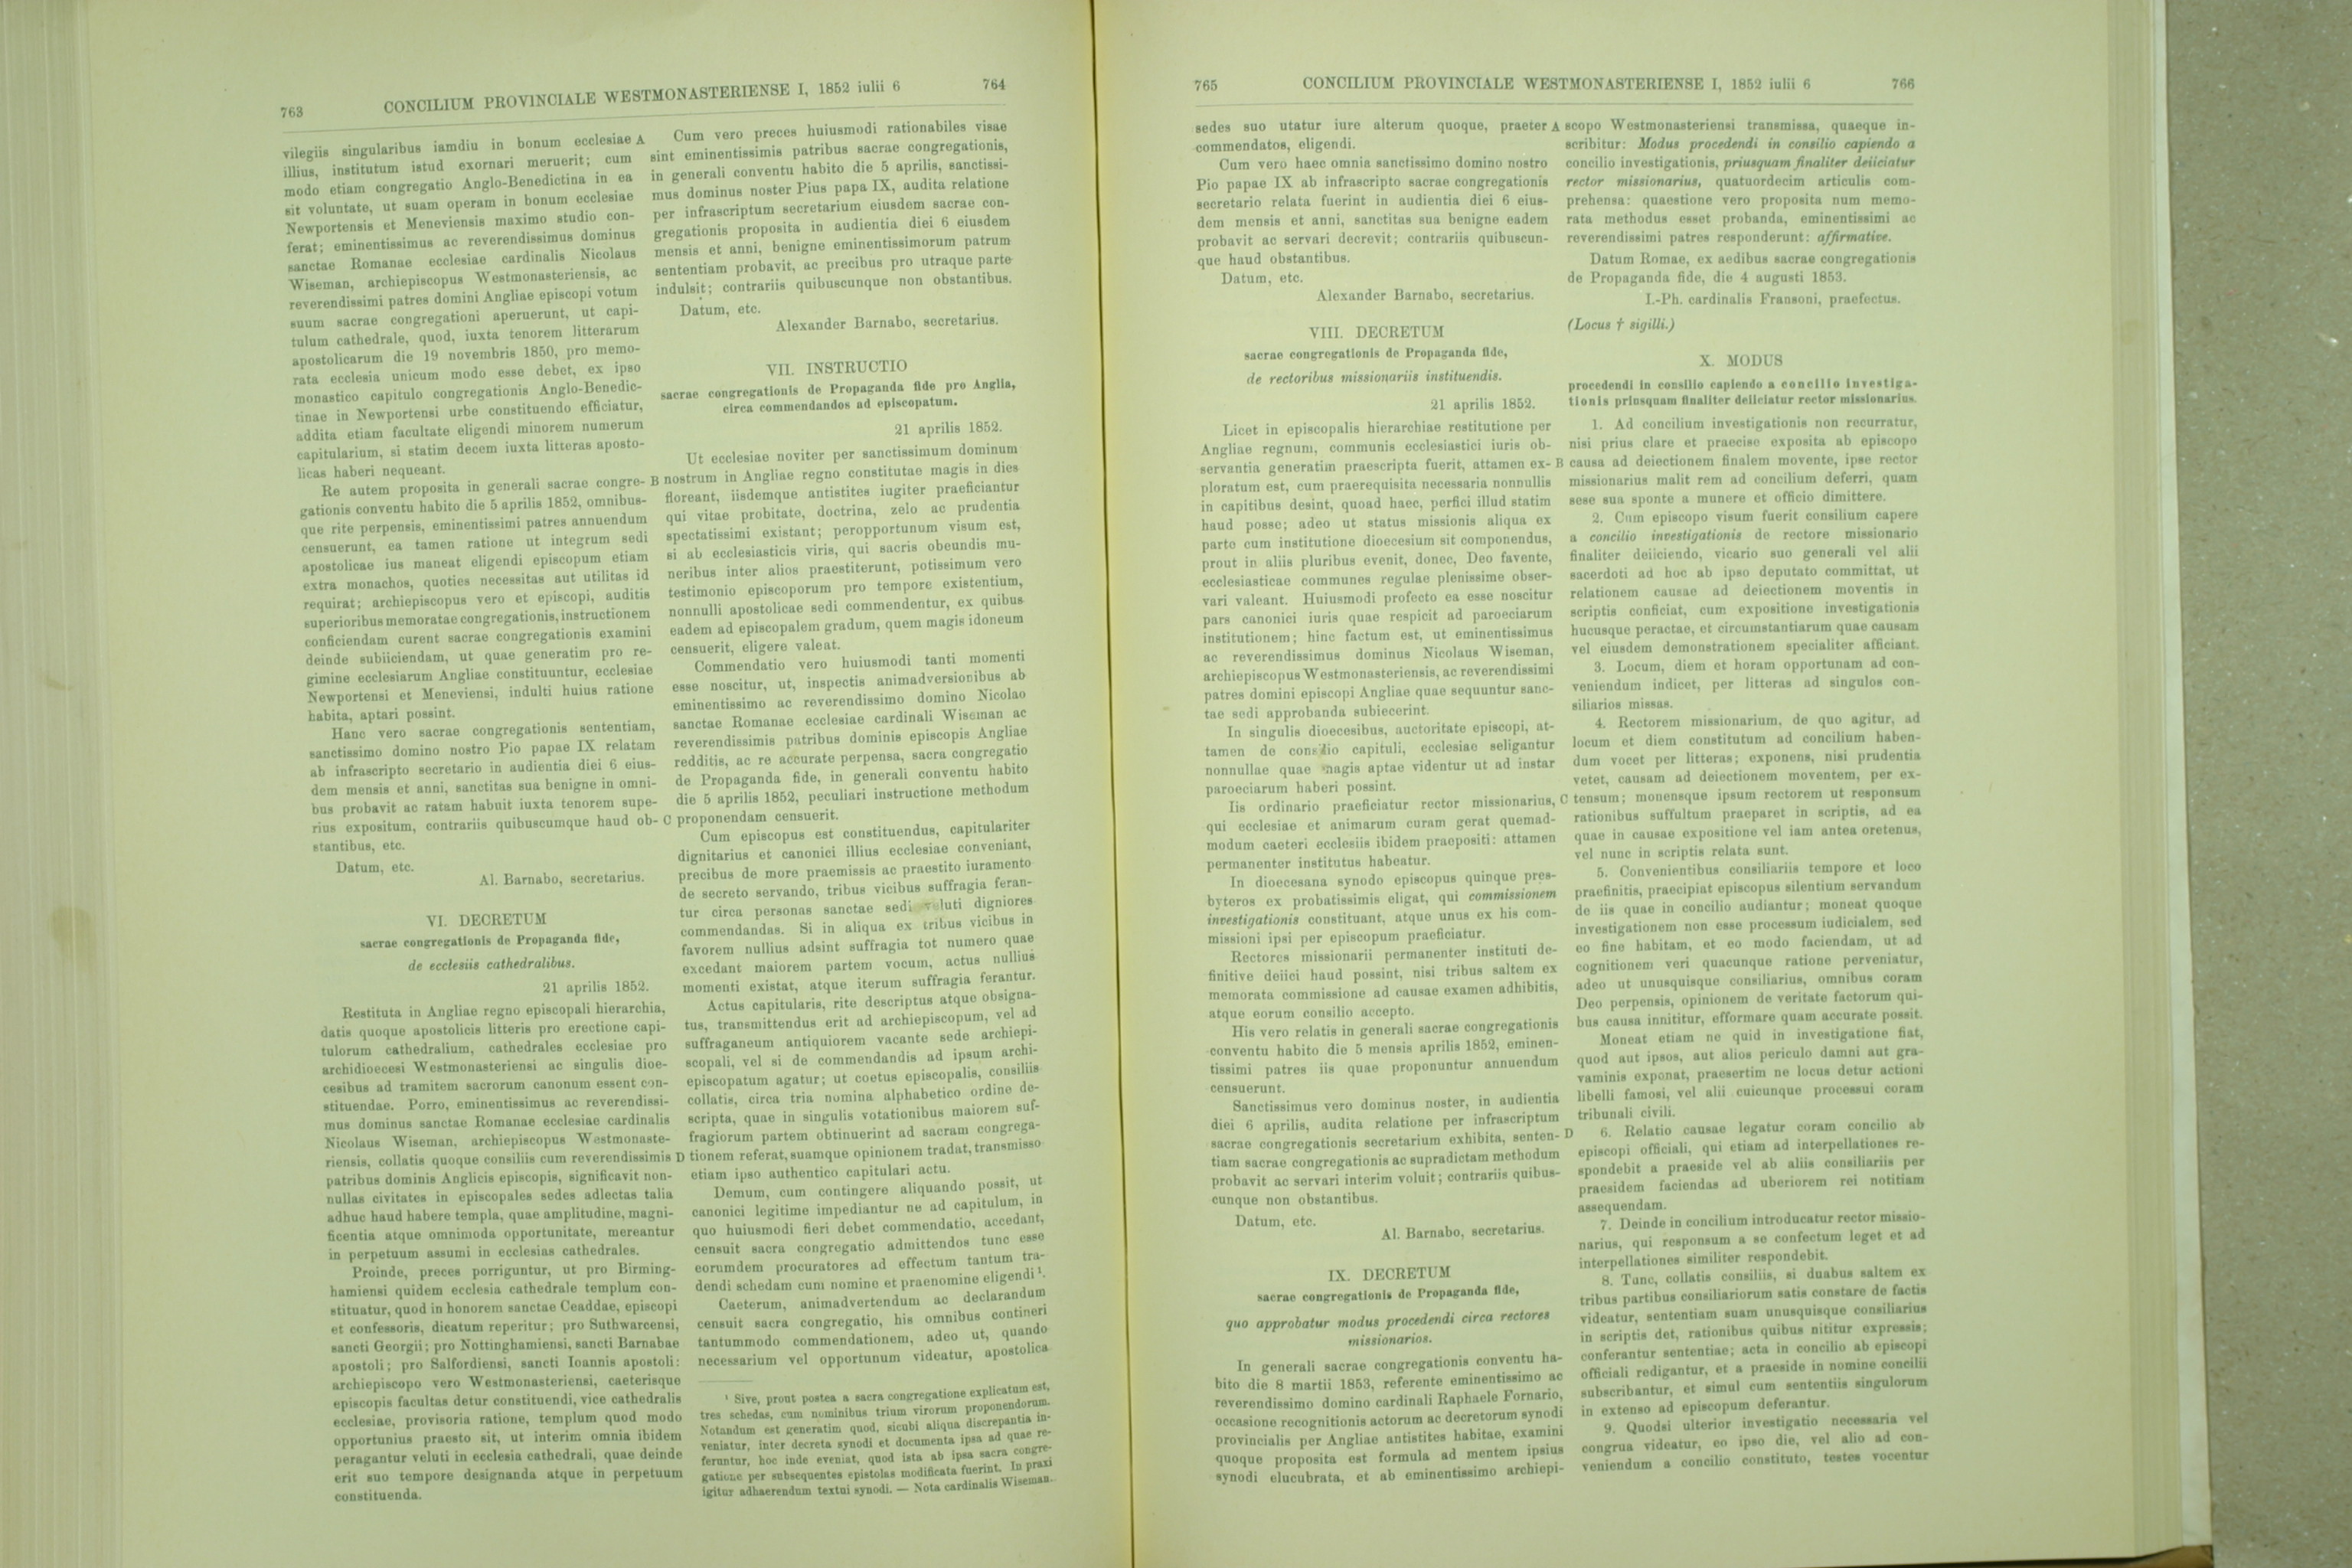 763
CONCILIUM PROVINCIALE WESTMONASTERIENSE I, 1852 iulii 6
764
vilegiis singularibus iamdiu in bonum ecclesiae A
illius, institutum istud exornari meruerit; cum
modo etiam congregatio Anglo-Benedictina in ea
sit voluntate, ut suam operam in bonum ecclesiae
Newportensis et Meneviensis maximo studio con-
ferat; eminentissimus ac reverendissimus dominus
sanctae Romanae ecclesiae cardinalis Nicolaus
Wiseman, archiepiscopus Westmonasteriensis, ac
reverendissimi patres domini Angliae episcopi votum
suum sacrae congregationi aperuerunt, ut capi-
tulum cathedrale, quod, iuxta tenorem litterarum
apostolicarum die 19 novembris 1850, pro memo-
rata ecclesia unicum modo esse debet, ex ipso
monastico capitulo congregationis Anglo-Benedic-
tinae in Newportensi urbe constituendo efficiatur,
addita etiam facultate eligendi minorem numerum
capitularium, si statim decem iuxta litteras aposto-
licas haberi nequeant.
Re autem proposita in generali sacrae congre- B
gationis conventu habito die 5 aprilis 1852, omnibus-
que rite perpensis, eminentissimi patres annuendum
censuerunt, ea tamen ratione ut integrum sedi
apostolicae ius maneat eligendi episcopum etiam
extra monachos, quoties necessitas aut utilitas id
requirat; archiepiscopus vero et episcopi, auditis
superioribus memoratae congregationis, instructionem
conficiendam curent sacrae congregationis examini
deinde subiiciendam, ut quae generatim pro re-
gimine ecclesiarum Angliae constituuntur, ecclesiae
Newportensi et Meneviensi, indulti huius ratione
habita, aptari possint.
Hanc vero sacrae congregationis sententiam,
sanctissimo domino nostro Pio papae IX relatam
ab infrascripto secretario in audientia diei 6 eius-
dem mensis et anni, sanctitas sua benigne in omni-
bus probavit ac ratam habuit iuxta tenorem supe-
rius expositum, contrariis quibuscumque haud ob- C
stantibus, etc.
Datum, etc.
Al. Barnabo, secretarius.
VI. DECRETUM
sacrae congregationis de Propaganda fide,
de ecclesiis cathedralibus.
21 aprilis 1852.
Restituta in Angliae regno episcopali hierarchia,
datis quoque apostolicis litteris pro erectione capi-
tulorum cathedralium, cathedrales ecclesiae pro
archidioecesi Westmonasteriensi ac singulis dioe-
cesibus ad tramitem sacrorum canonum essent con-
stituendae. Porro, eminentissimus ac reverendissi-
mus dominus sanctae Romanae ecclesiae cardinalis
Nicolaus Wiseman, archiepiscopus Westmonaste-
riensis, collatis quoque consiliis cum reverendissimis D
patribus dominis Anglicis episcopis, significavit non-
nullas civitates in episcopales sedes adlectas talia
adhuc haud habere templa, quae amplitudine, magni-
ficentia atque omnimoda opportunitate, mereantur
in perpetuum assumi in ecclesias cathedrales.
Proinde, preces porriguntur, ut pro Birming-
hamiensi quidem ecclesia cathedrale templum con-
stituatur, quod in honorem sancti Ceaddae, episcopi
et confessoris, dicatum reperitur; pro Suthwarcensi,
sancti Georgii; pro Nottinghamiensi, sancti Barnabae
apostoli; pro Salfordiensi, sancti Ioannis apostoli:
archiepiscopo vero Westmonasteriensi, caeterisque
episcopis facultas detur constituendi, vice cathedralis
ecclesiae, provisoria ratione, templum quod modo
opportunius praesto sit, ut interim omnia ibidem
peragantur veluti in ecclesia cathedrali, quae deinde
erit suo tempore designanda atque in perpetuum
constituenda.
Cum vero preces huiusmodi rationabiles visae
sint eminentissimis patribus sacrae congregationis,
in generali conventu habito die 5 aprilis, sanctissi-
mus dominus noster Pius papa IX, audita relatione
per infrascriptum secretarium eiusdem sacrae con-
gregationis proposita in audientia diei 6 eiusdem
mensis et anni, benigne eminentissimorum patrum
sententiam probavit, ac precibus pro utraque parte
indulsit; contrariis quibuscunque non obstantibus.
Datum, etc.
Alexander Barnabo, secretarius.
VII. INSTRUCTIO
sacrae congregationis de Propaganda fide pro Anglia,
circa commendandos ad episcopatum.
21 aprilis 1852.
Ut ecclesiae noviter per sanctissimum dominum
nostrum in Angliae regno constitutae magis in dies
floreant, iisdemque antistites iugiter praeficiantur
qui vitae probitate, doctrina, zelo ac prudentia
spectatissimi existant; peropportunum visum est,
si ab ecclesiasticis viris, qui sacris obeundis mu-
neribus inter alios praestiterunt, potissimum vero
testimonio episcoporum pro tempore existentium,
nonnulli apostolicae sedi commendentur, ex quibus
eadem ad episcopalem gradum, quem magis idoneum
censuerit, eligere valeat.
Commendatio vero huiusmodi tanti momenti
esse noscitur, ut, inspectis animadversionibus ab
eminentissimo ac reverendissimo domino Nicolao
sanctae Romanae ecclesiae cardinali Wiseman ac
reverendissimis patribus dominis episcopis Angliae
redditis, ac re accurate perpensa, sacra congregatio
de Propaganda fide, in generali conventu habito
die 5 aprilis 1852, peculiari instructione methodum
proponendam censuerit.
Cum episcopus est constituendus, capitulariter
dignitarius et canonici illius ecclesiae conveniant,
precibus de more praemissis ac praestito iuramento
de secreto servando, tribus vicibus suffragia feran-
tur circa personas sanctae sedi veluti digniores
commendandas. Si in aliqua ex tribus vicibus in
favorem nullius adsint suffragia tot numero quae
excedant maiorem partem vocum, actus nullius
momenti existat, atque iterum suffragia ferantur.
Actus capitularis, rite descriptus atque obsigna-
tus, transmittendus erit ad archiepiscopum, vel ad
suffraganeum antiquiorem vacante sede archiepi-
scopali, vel si de commendandis ad ipsum archi-
episcopatum agatur; ut coetus episcopalis, consiliis
collatis, circa tria nomina alphabetico ordine de-
scripta, quae in singulis votationibus maiorem suf-
fragiorum partem obtinuerint ad sacram congrega-
tionem referat, suamque opinionem tradat, transmisso
etiam ipso authentico capitulari actu.
Demum, cum contingere aliquando possit, ut
canonici legitime impediantur ne ad capitulum, in
quo huiusmodi fieri debet commendatio, accedant,
censuit sacra congregatio admittendos tunc esse
eorumdem procuratores ad effectum tantum tra-
dendi schedam cum nomine et praenomine eligendi ¹.
Caeterum, animadvertendum ac declarandum
censuit sacra congregatio, his omnibus contineri
tantummodo commendationem, adeo ut, quando
necessarium vel opportunum videatur, apostolica
¹ Sive, prout postea a sacra congregatione explicatum est,
tres schedas, cum nominibus trium virorum proponendorum.
Notandum est generatim quod, sicubi aliqua discrepantia in-
veniatur, inter decreta synodi et documenta ipsa ad quae re-
feruntur, hoc inde eveniat, quod ista ab ipsa sacra congre-
gatione per subsequentes epistolas modificata fuerint. In praxi
igitur adhaerendum textui synodi. — Nota cardinalis Wiseman.
765
CONCILIUM PROVINCIALE WESTMONASTERIENSE I, 1852 iulii 6
766
sedes suo utatur iure alterum quoque, praeter A
commendatos, eligendi.
Cum vero haec omnia sanctissimo domino nostro
Pio papae IX ab infrascripto sacrae congregationis
secretario relata fuerint in audientia diei 6 eius-
dem mensis et anni, sanctitas sua benigne eadem
probavit ac servari decrevit; contrariis quibuscun-
que haud obstantibus.
Datum, etc.
Alexander Barnabo, secretarius.
VIII. DECRETUM
sacrae congregationis de Propaganda fide,
de rectoribus missionariis instituendis.
21 aprilis 1852.
Licet in episcopalis hierarchiae restitutione per
Angliae regnum, communis ecclesiastici iuris ob-
servantia generatim praescripta fuerit, attamen ex- B
ploratum est, cum praerequisita necessaria nonnullis
in capitibus desint, quoad haec, perfici illud statim
haud posse; adeo ut status missionis aliqua ex
parte cum institutione dioecesium sit componendus,
prout in aliis pluribus evenit, donec, Deo favente,
ecclesiasticae communes regulae plenissime obser-
vari valeant. Huiusmodi profecto ea esse noscitur
pars canonici iuris quae respicit ad paroeciarum
institutionem; hinc factum est, ut eminentissimus
ac reverendissimus dominus Nicolaus Wiseman,
archiepiscopus Westmonasteriensis, ac reverendissimi
patres domini episcopi Angliae quae sequuntur sanc-
tae sedi approbanda subiecerint.
In singulis dioecesibus, auctoritate episcopi, at-
tamen de consilio capituli, ecclesiae seligantur
nonnullae quae magis aptae videntur ut ad instar
paroeciarum haberi possint.
Iis ordinario praeficiatur rector missionarius, C
qui ecclesiae et animarum curam gerat quemad-
modum caeteri ecclesiis ibidem praepositi: attamen
permanenter institutus habeatur.
In dioecesana synodo episcopus quinque pres-
byteros ex probatissimis eligat, qui commissionem
investigationis constituant, atque unus ex his com-
missioni ipsi per episcopum praeficiatur.
Rectores missionarii permanenter instituti de-
finitive deiici haud possint, nisi tribus saltem ex
memorata commissione ad causae examen adhibitis,
atque eorum consilio accepto.
His vero relatis in generali sacrae congregationis
conventu habito die 5 mensis aprilis 1852, eminen-
tissimi patres iis quae proponuntur annuendum
censuerunt.
Sanctissimus vero dominus noster, in audientia
diei 6 aprilis, audita relatione per infrascriptum
sacrae congregationis secretarium exhibita, senten- D
tiam sacrae congregationis ac supradictam methodum
probavit ac servari interim voluit; contrariis quibus-
cunque non obstantibus.
Datum, etc.
Al. Barnabo, secretarius.
IX. DECRETUM
sacrae congregationis de Propaganda fide,
quo approbatur modus procedendi circa rectores
missionarios.
In generali sacrae congregationis conventu ha-
bito die 8 martii 1853, referente eminentissimo ac
reverendissimo domino cardinali Raphaele Fornario,
occasione recognitionis actorum ac decretorum synodi
provincialis per Angliae antistites habitae, examini
quoque proposita est formula ad mentem ipsius
synodi elucubrata, et ab eminentissimo archiepi-
scopo Westmonasteriensi transmissa, quaeque in-
scribitur: Modus procedendi in consilio capiendo a
concilio investigationis, priusquam finaliter deiiciatur
rector missionarius, quatuordecim articulis com-
prehensa: quaestione vero proposita num memo-
rata methodus esset probanda, eminentissimi ac
reverendissimi patres responderunt: affirmative.
Datum Romae, ex aedibus sacrae congregationis
de Propaganda fide, die 4 augusti 1853.
I.-Ph. cardinalis Fransoni, praefectus.
(Locus † sigilli.)
X. MODUS
procedendi in consilio capiendo a concilio investiga-
tionis priusquam finaliter deiiciatur rector missionarius.
1. Ad concilium investigationis non recurratur,
nisi prius clare et praecise exposita ab episcopo
causa ad deiectionem finalem movente, ipse rector
missionarius malit rem ad concilium deferri, quam
sese sua sponte a munere et officio dimittere.
2. Cum episcopo visum fuerit consilium capere
a concilio investigationis de rectore missionario
finaliter deiiciendo, vicario suo generali vel alii
sacerdoti ad hoc ab ipso deputato committat, ut
relationem causae ad deiectionem moventis in
scriptis conficiat, cum expositione investigationis
hucusque peractae, et circumstantiarum quae causam
vel eiusdem demonstrationem specialiter afficiant.
3. Locum, diem et horam opportunam ad con-
veniendum indicet, per litteras ad singulos con-
siliarios missas.
4. Rectorem missionarium, de quo agitur, ad
locum et diem constitutum ad concilium haben-
dum vocet per litteras; exponens, nisi prudentia
vetet, causam ad deiectionem moventem, per ex-
tensum; monensque ipsum rectorem ut responsum
rationibus suffultum praeparet in scriptis, ad ea
quae in causae expositione vel iam antea oretenus,
vel nunc in scriptis relata sunt.
5. Convenientibus consiliariis tempore et loco
praefinitis, praecipiat episcopus silentium servandum
de iis quae in concilio audiantur; moneat quoque
investigationem non esse processum iudicialem, sed
eo fine habitam, et eo modo faciendam, ut ad
cognitionem veri quacunque ratione perveniatur,
adeo ut unusquisque consiliarius, omnibus coram
Deo perpensis, opinionem de veritate factorum qui-
bus causa innititur, efformare quam accurate possit.
Moneat etiam ne quid in investigatione fiat,
quod aut ipsos, aut alios periculo damni aut gra-
vaminis exponat, praesertim ne locus detur actioni
libelli famosi, vel alii cuicunque processui coram
tribunali civili.
6. Relatio causae legatur coram concilio ab
episcopi officiali, qui etiam ad interpellationes re-
spondebit a praeside vel ab aliis consiliariis per
praesidem faciendas ad uberiorem rei notitiam
assequendam.
7. Deinde in concilium introducatur rector missio-
narius, qui responsum a se confectum leget et ad
interpellationes similiter respondebit.
8. Tunc, collatis consiliis, si duabus saltem ex
tribus partibus consiliariorum satis constare de factis
videatur, sententiam suam unusquisque consiliarius
in scriptis det, rationibus quibus nititur expressis;
conferantur sententiae; acta in concilio ab episcopi
officiali redigantur, et a praeside in nomine concilii
subscribantur, et simul cum sententiis singulorum
in extenso ad episcopum deferantur.
9. Quodsi ulterior investigatio necessaria vel
congrua videatur, eo ipso die, vel alio ad con-
veniendum a concilio constituto, testes vocentur